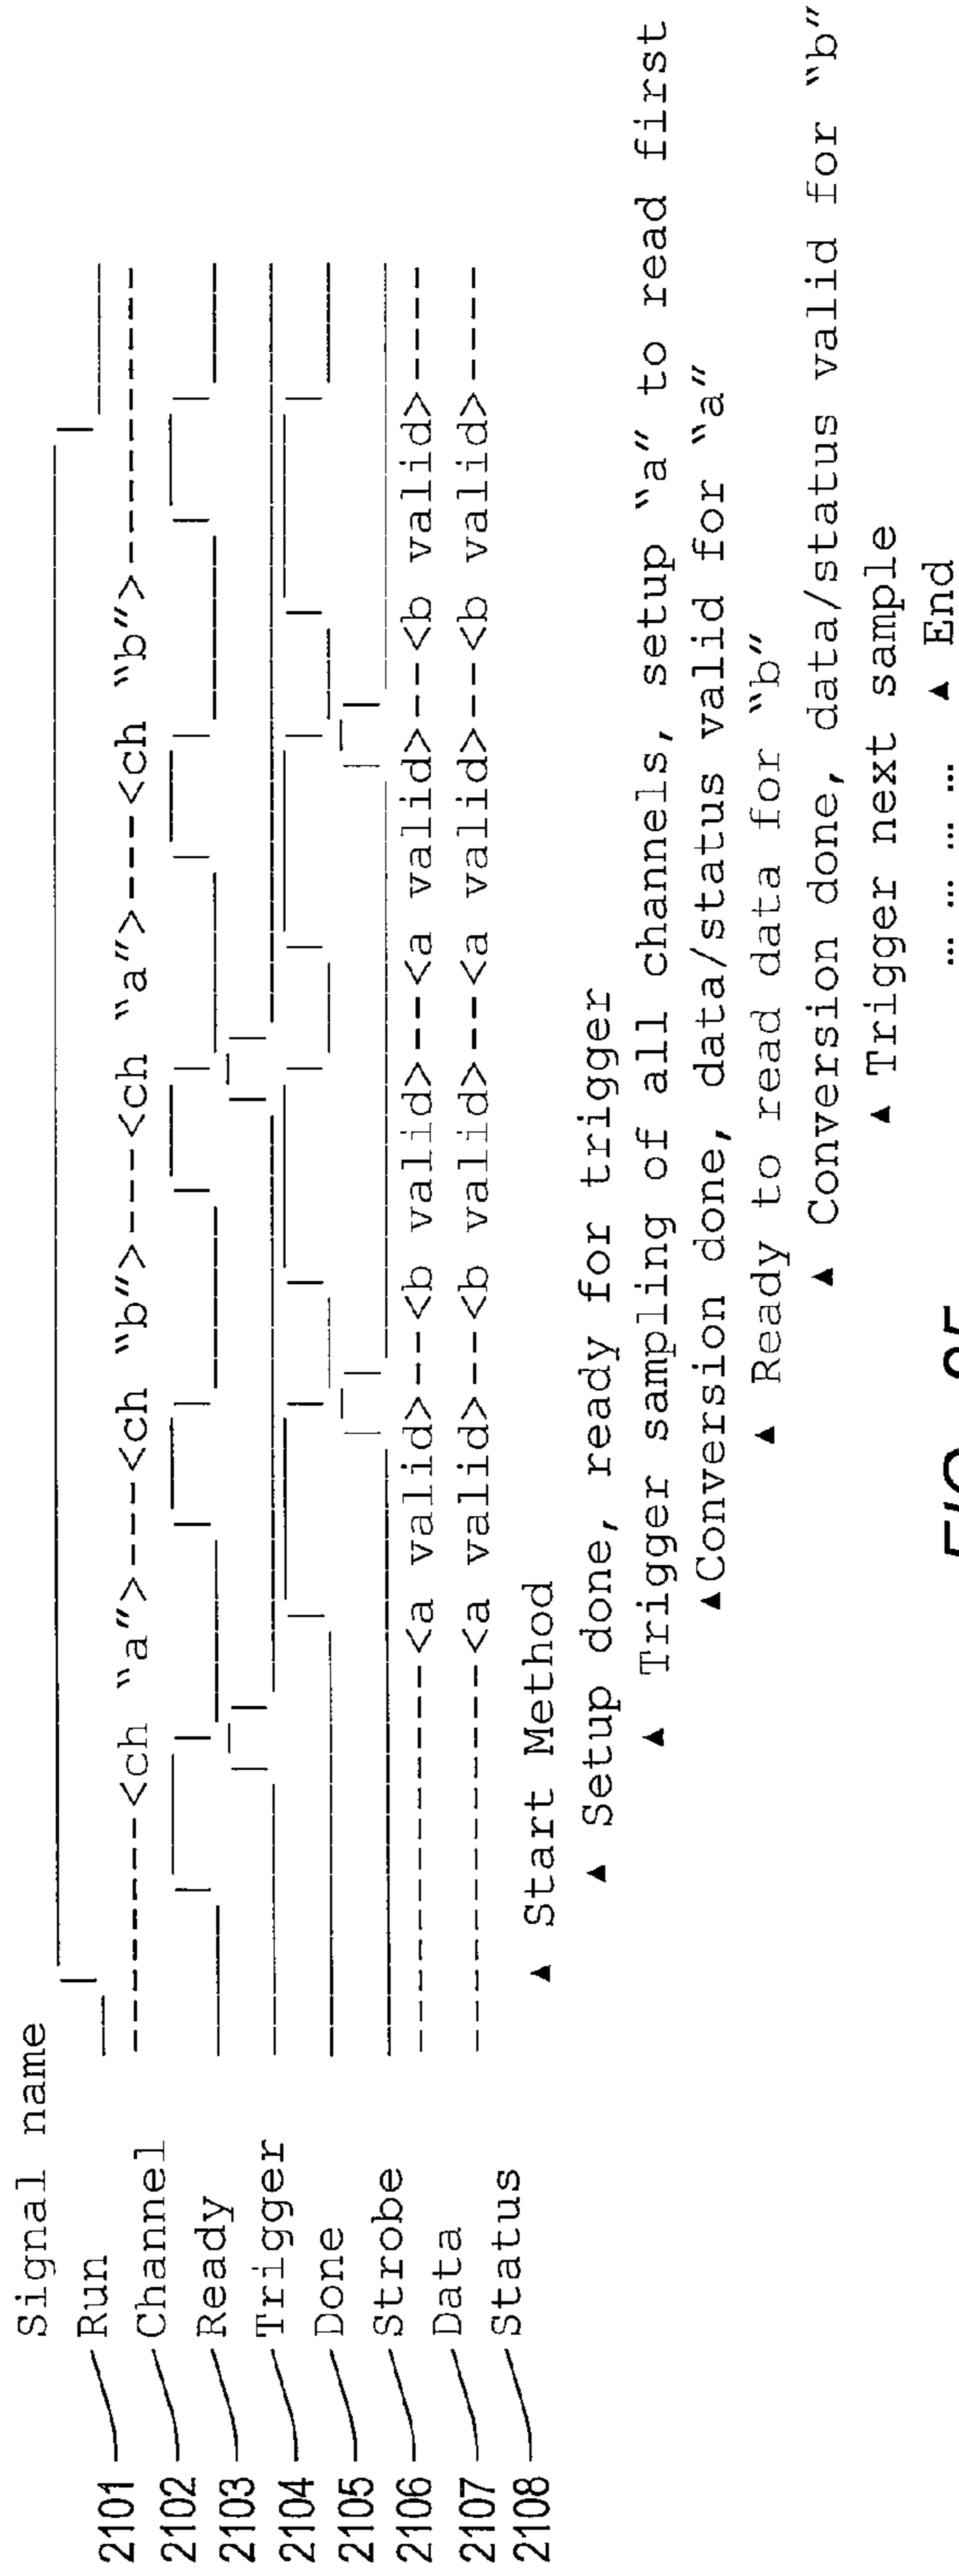 Signal name
2101 Run
2102 Channel -----<ch "a">----<ch "b">----<ch "a">----<ch "b">----------
2103 Ready
2104 Trigger
2105 Done
2106 Strobe
2107 Data -------------<a valid>--<b valid>--<a valid>--<b valid>-----
2108 Status -------------<a valid>--<b valid>--<a valid>--<b valid>-----
▲ Start Method
▲ Setup done, ready for trigger
▲ Trigger sampling of all channels, setup "a" to read first
▲Conversion done, data/status valid for "a"
▲ Ready to read data for "b"
▲ Conversion done, data/status valid for "b"
▲ Trigger next sample
... ... ... ... ▲ End